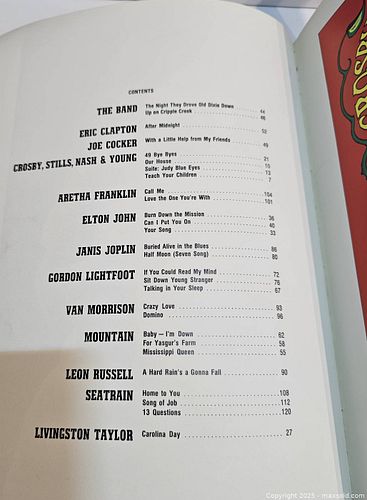 CONTENTS
THE BAND The Night They Drove Old Dixie Down 44
Up on Cripple Creek 46
ERIC CLAPTON After Midnight 52
JOE COCKER With a Little Help from My Friends 49
CROSBY, STILLS, NASH & YOUNG 49 Bye Byes 21
Our House 15
Suite: Judy Blue Eyes 13
Teach Your Children 7
ARETHA FRANKLIN Call Me 104
Love the One You're With 101
ELTON JOHN Burn Down the Mission 36
Can I Put You On 40
Your Song 33
JANIS JOPLIN Buried Alive in the Blues 86
Half Moon (Seven Song) 80
GORDON LIGHTFOOT If You Could Read My Mind 72
Sit Down Young Stranger 76
Talking in Your Sleep 67
VAN MORRISON Crazy Love 93
Domino 96
MOUNTAIN Baby — I'm Down 62
For Yasgur's Farm 58
Mississippi Queen 55
LEON RUSSELL A Hard Rain's a Gonna Fall 90
SEATRAIN Home to You 108
Song of Job 112
13 Questions 120
LIVINGSTON TAYLOR Carolina Day 27
CROSBY
Copyright © 2025 - maxsold.com